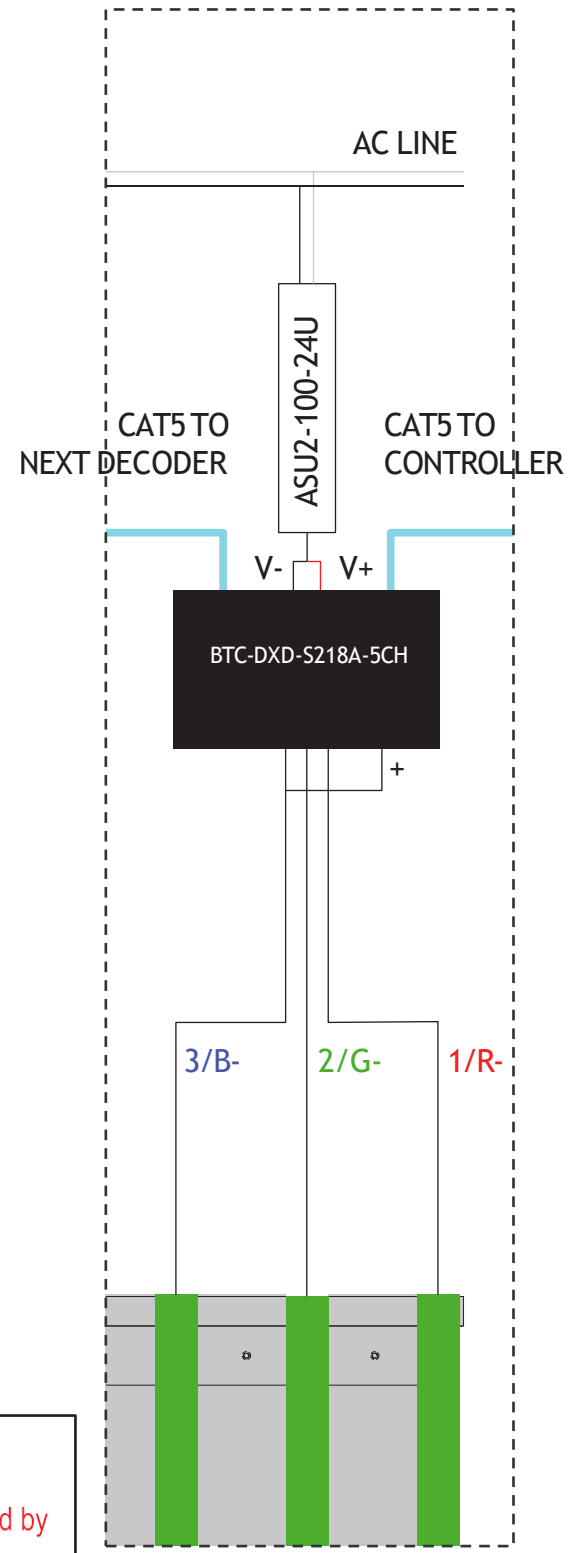 AC LINE
ASU2-100-24U
CAT5 TO
NEXT DECODER
CAT5 TO
CONTROLLER
V-
V+
BTC-DXD-S218A-5CH
+
3/B-
2/G-
1/R-
by